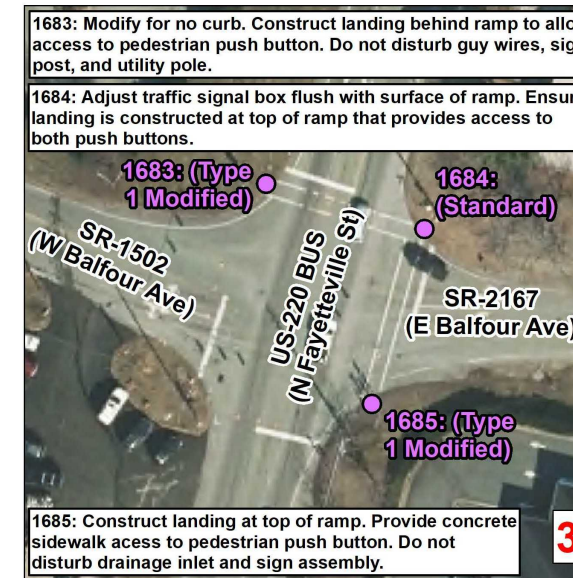 1683: Modify for no curb. Construct landing behind ramp to allo
access to pedestrian push button. Do not disturb guy wires, sig
post, and utility pole.
1684: Adjust traffic signal box flush with surface of ramp. Ensur
landing is constructed at top of ramp that provides access to
both push buttons.
1683: (Type
1 Modified)
1684:
(Standard)
SR-1502
(W Balfour Ave)
US-220 BUS
(N Fayetteville St)
SR-2167
(E Balfour Ave)
1685: (Type
1 Modified)
1685: Construct landing at top of ramp. Provide concrete
sidewalk acess to pedestrian push button. Do not
disturb drainage inlet and sign assembly.
3